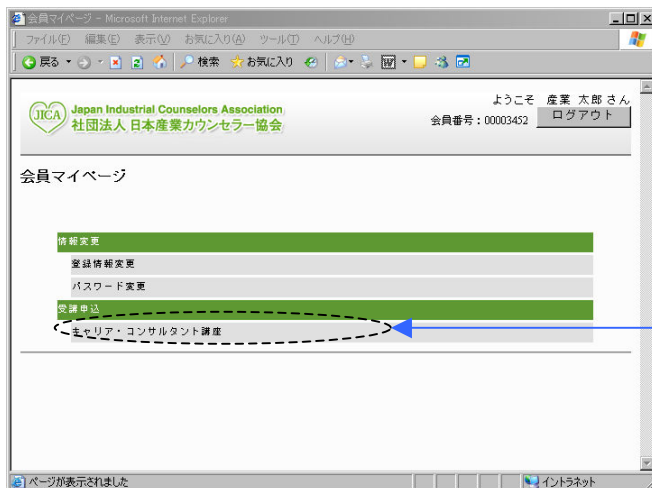 会員マイページ - Microsoft Internet Explorer
ファイル(F) 編集(E) 表示(V) お気に入り(A) ツール(T) ヘルプ(H)
戻る 検索 お気に入り
ようこそ 産業 太郎 さん
JICA Japan Industrial Counselors Association
社団法人 日本産業カウンセラー協会
会員番号：00003452 ログアウト
会員マイページ
情報変更
登録情報変更
パスワード変更
受講申込
キャリア・コンサルタント講座
ページが表示されました イントラネット